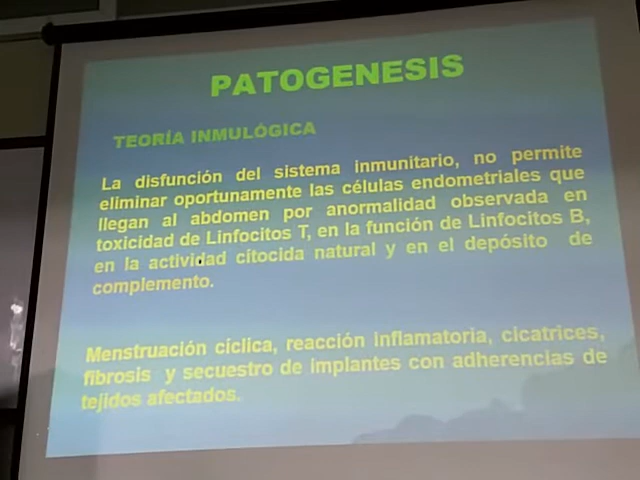 PATOGENESIS
TEORÍA INMULÓGICA
La disfunción del sistema inmunitario, no permite
eliminar oportunamente las células endometriales que
llegan al abdomen por anormalidad observada en
toxicidad de Linfocitos T, en la función de Linfocitos B,
en la actividad citocida natural y en el depósito de
complemento.
Menstruación cíclica, reacción inflamatoria, cicatrices,
fibrosis y secuestro de implantes con adherencias de
tejidos afectados.